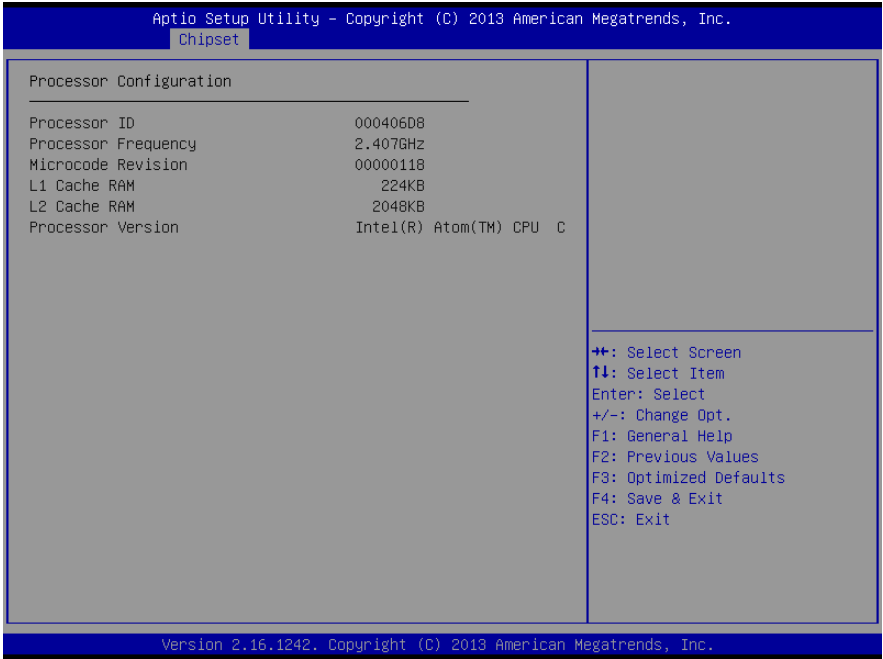 Aptio Setup Utility – Copyright (C) 2013 American Megatrends, Inc.
Chipset
Processor Configuration
Processor ID 000406D8
Processor Frequency 2.407GHz
Microcode Revision 00000118
L1 Cache RAM 224KB
L2 Cache RAM 2048KB
Processor Version Intel(R) Atom(TM) CPU C
→←: Select Screen
↑↓: Select Item
Enter: Select
+/-: Change Opt.
F1: General Help
F2: Previous Values
F3: Optimized Defaults
F4: Save & Exit
ESC: Exit
Version 2.16.1242. Copyright (C) 2013 American Megatrends, Inc.